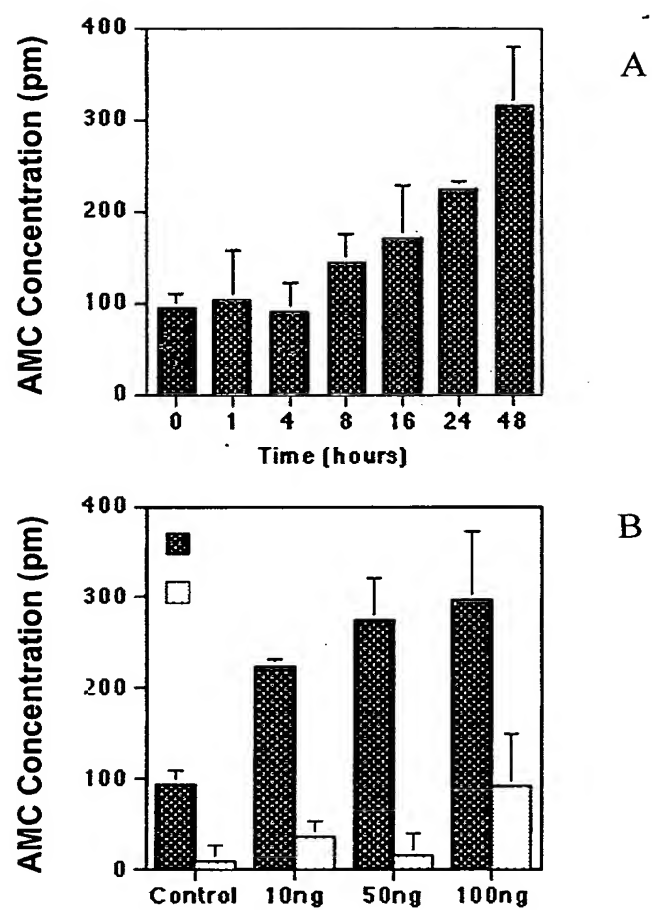 A
AMC Concentration (pm)
400
300
200
100
0
0 1 4 8 16 24 48
Time (hours)
B
AMC Concentration (pm)
400
300
200
100
0
Control 10ng 50ng 100ng